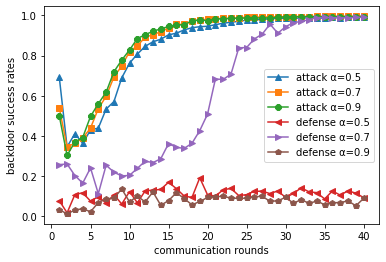 backdoor success rates
1.0
0.8
0.6
0.4
0.2
0.0
attack α=0.5
attack α=0.7
attack α=0.9
defense α=0.5
defense α=0.7
defense α=0.9
0 5 10 15 20 25 30 35 40
communication rounds